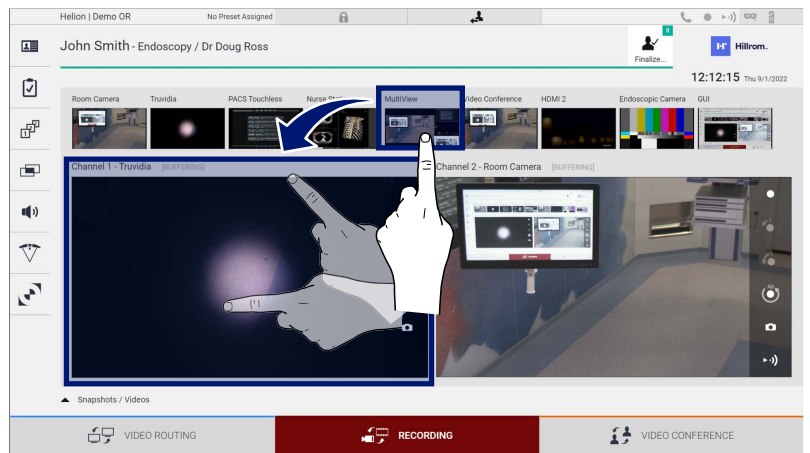 Helion | Demo OR
No Preset Assigned
John Smith - Endoscopy / Dr Doug Ross
8
Finalize...
H·r Hillrom.
12:12:15 Thu 9/1/2022
Room Camera
Truvidia
PACS Touchless
Nurse
MultiView
Video Conference
HDMI 2
Endoscopic Camera
GUI
Channel 1 - Truvidia [BUFFERING]
Channel 2 - Room Camera [BUFFERING]
All
Snapshots / Videos
VIDEO ROUTING
RECORDING
VIDEO CONFERENCE